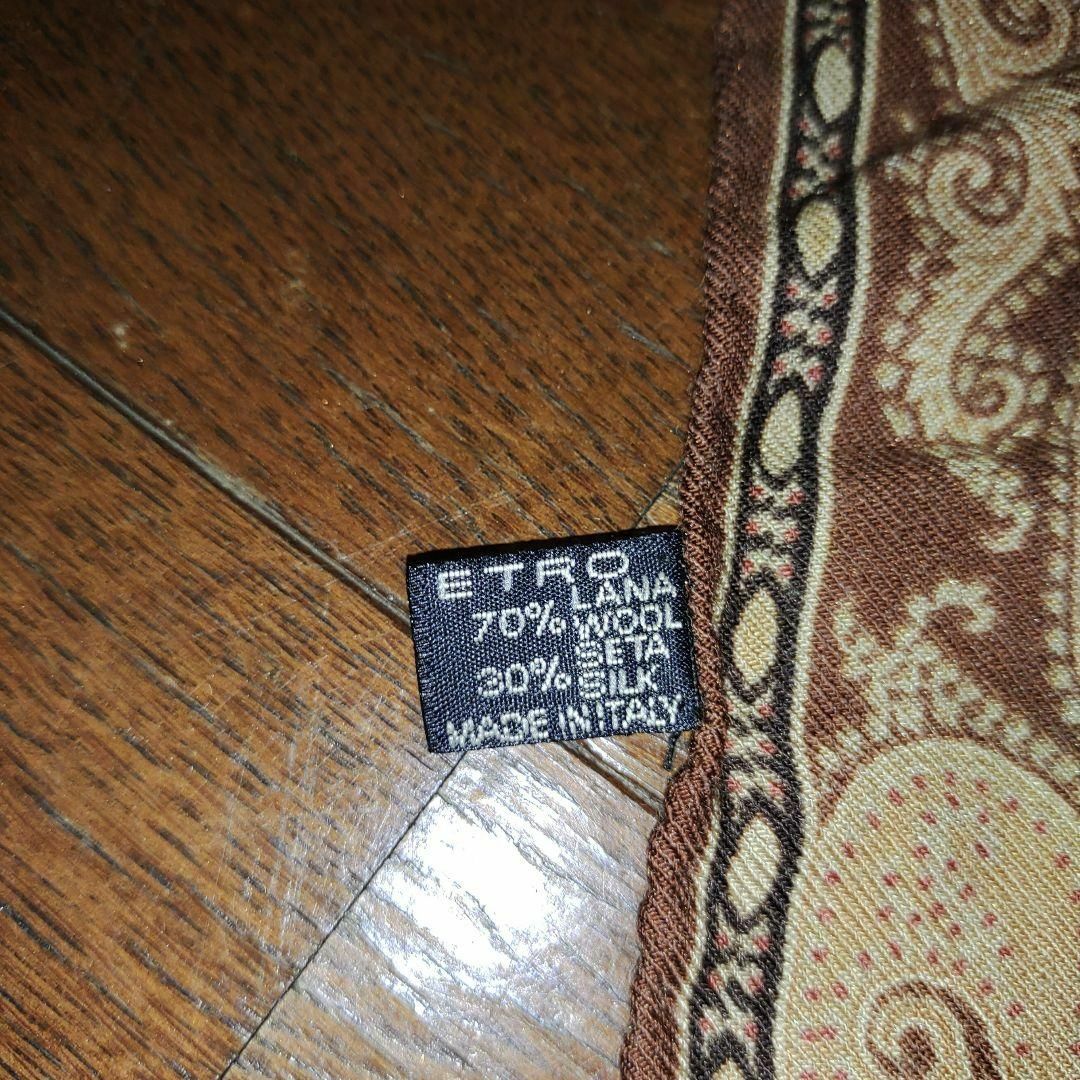 ETRO
LANA
70% WOOL
SETA
30% SILK
MADE IN ITALY